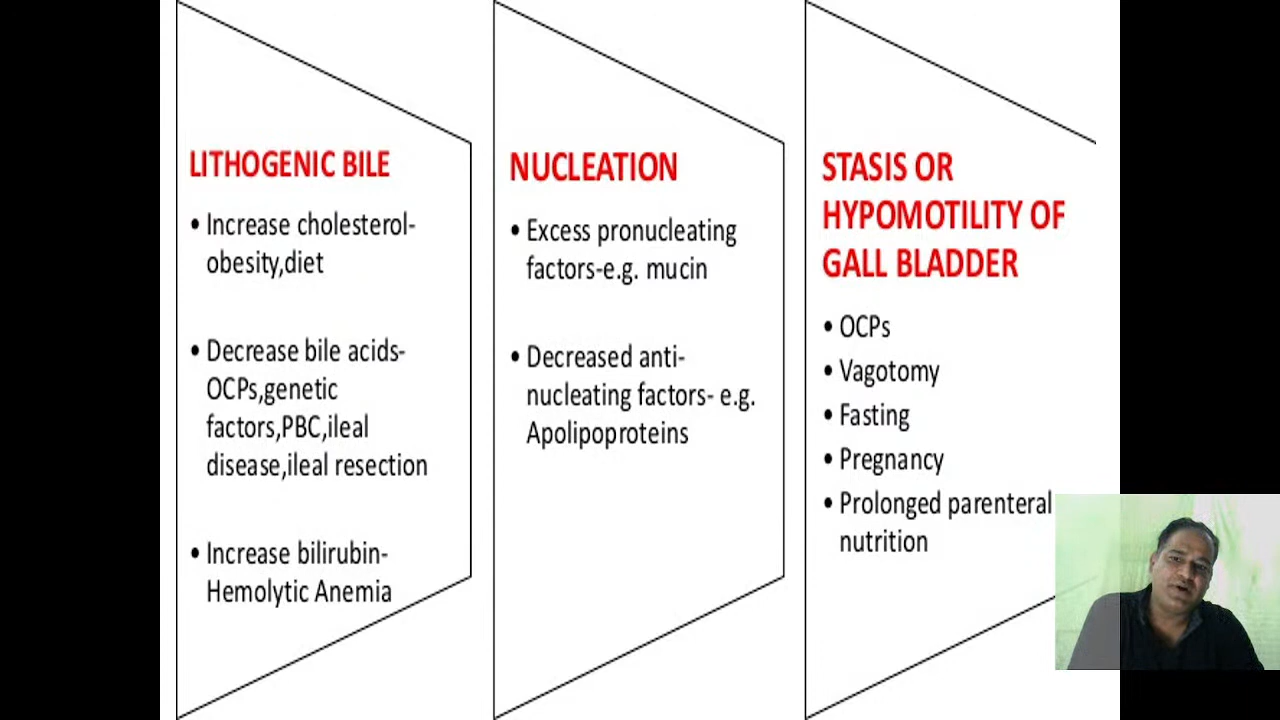 LITHOGENIC BILE
• Increase cholesterol-
obesity,diet
• Decrease bile acids-
OCPs,genetic
factors,PBC,ileal
disease,ileal resection
• Increase bilirubin-
Hemolytic Anemia
NUCLEATION
• Excess pronucleating
factors-e.g. mucin
• Decreased anti-
nucleating factors- e.g.
Apolipoproteins
STASIS OR
HYPOMOTILITY OF
GALL BLADDER
• OCPs
• Vagotomy
• Fasting
• Pregnancy
• Prolonged parenteral
nutrition